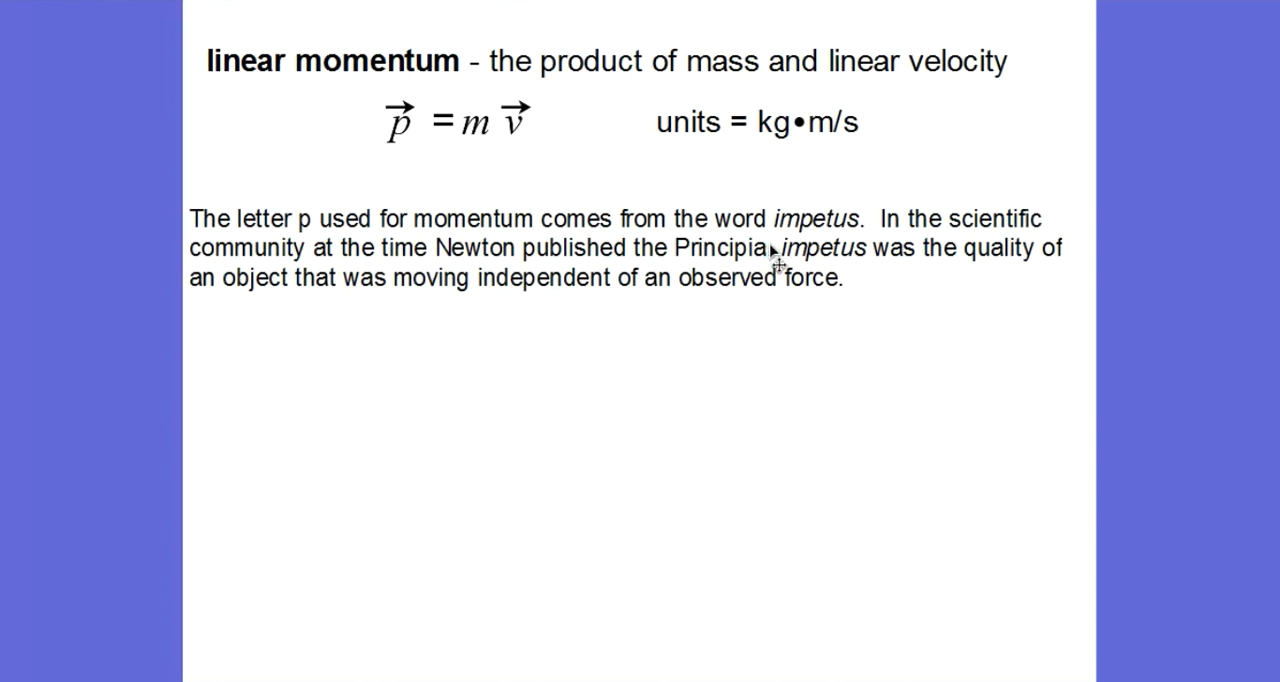 linear momentum - the product of mass and linear velocity
p⃗ = m v⃗ units = kg•m/s
The letter p used for momentum comes from the word impetus. In the scientific
community at the time Newton published the Principia, impetus was the quality of
an object that was moving independent of an observed force.